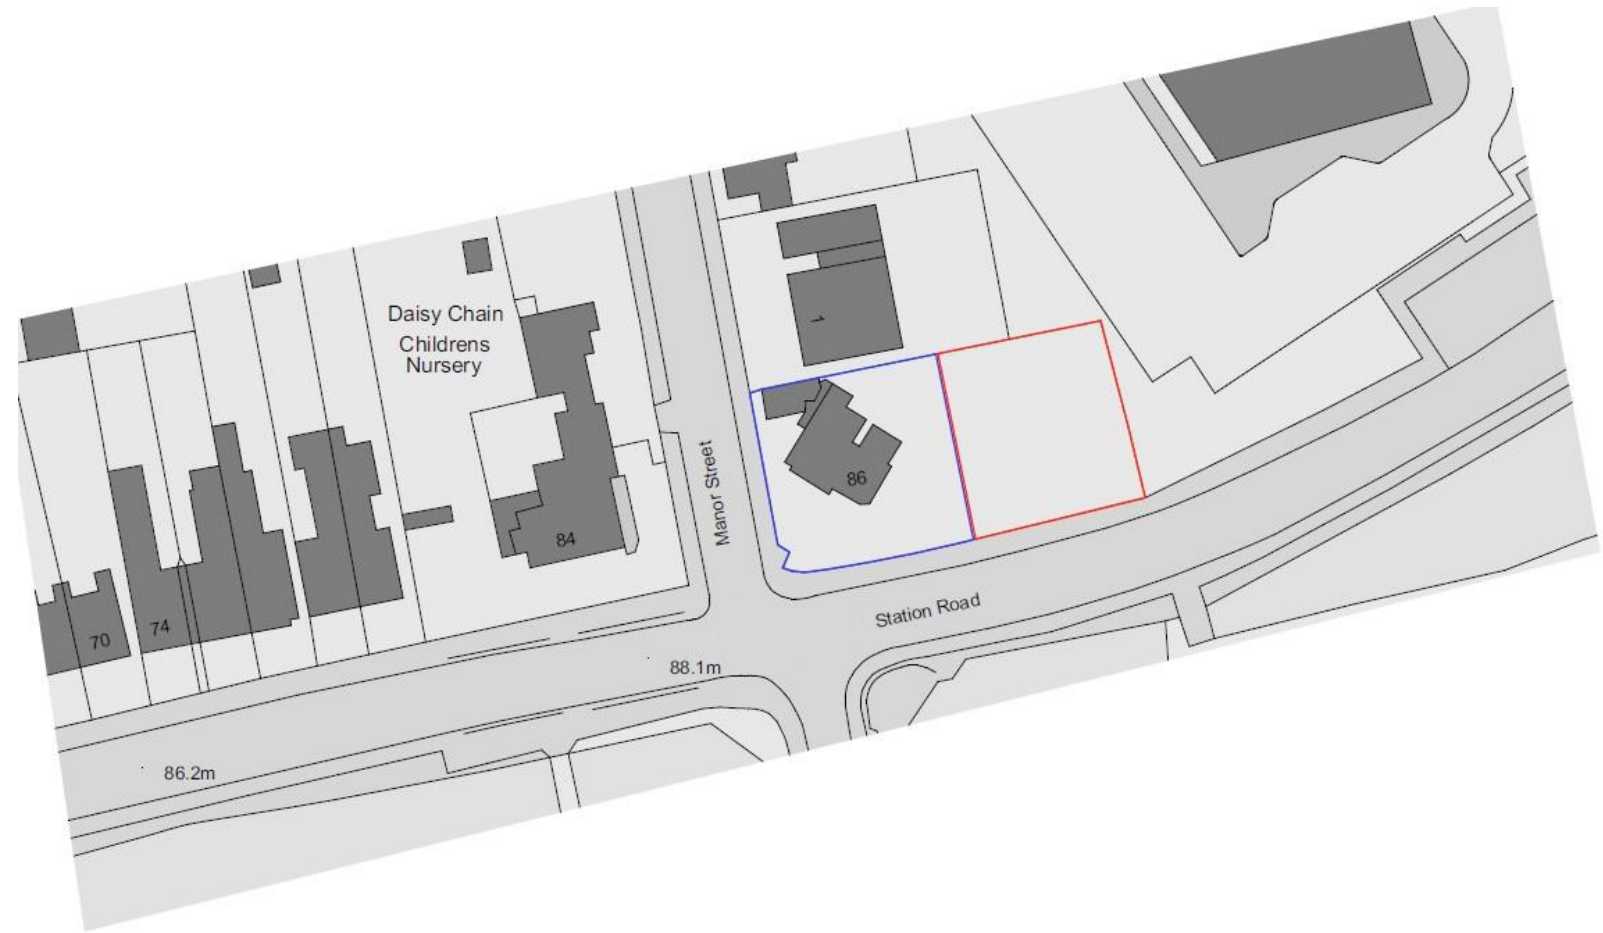 Daisy Chain
Childrens
Nursery
1
Manor Street
86
84
74
70
Station Road
88.1m
86.2m